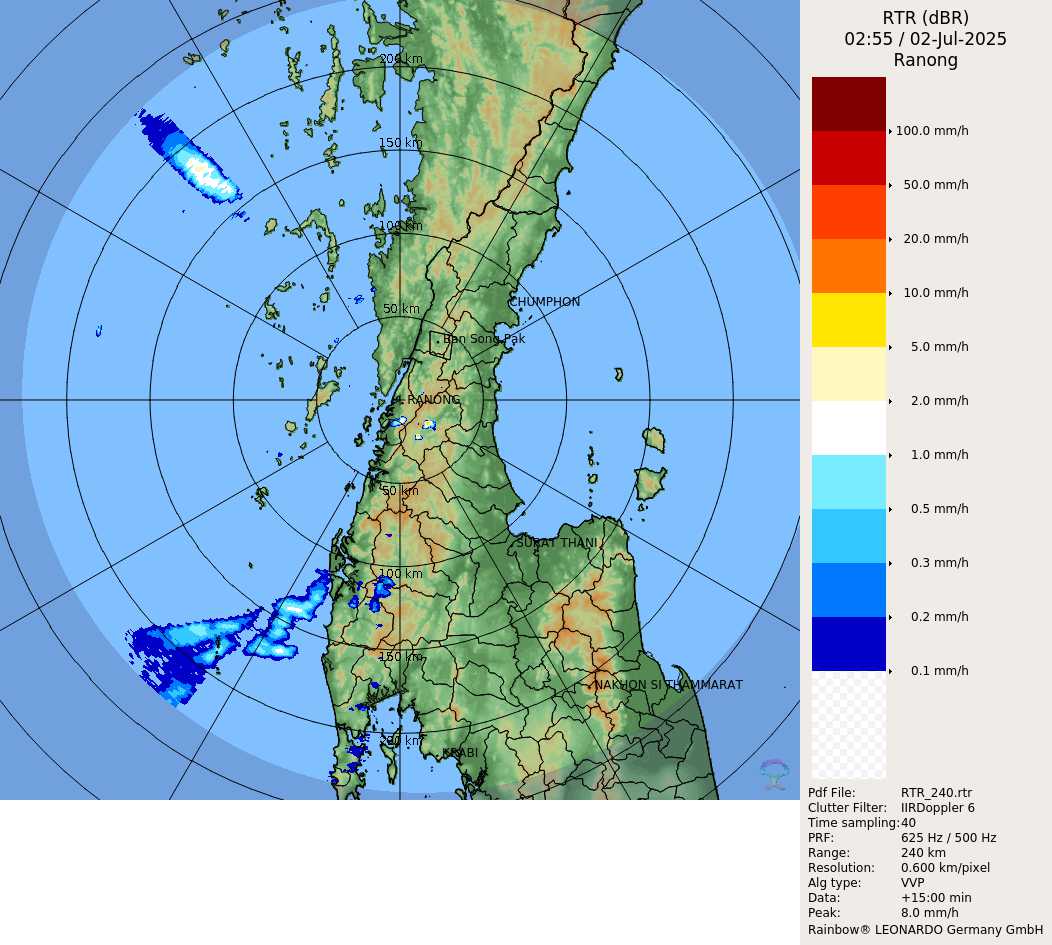 RTR (dBR)
02:55 / 02-Jul-2025
Ranong
200 km
150 km
100 km
50 km
CHUMPHON
Ban Song Pak
RANONG
50 km
SURAT THANI
100 km
150 km
NAKHON SI THAMMARAT
200 km
KRABI
100.0 mm/h
50.0 mm/h
20.0 mm/h
10.0 mm/h
5.0 mm/h
2.0 mm/h
1.0 mm/h
0.5 mm/h
0.3 mm/h
0.2 mm/h
0.1 mm/h
Pdf File: RTR_240.rtr
Clutter Filter: IIRDoppler 6
Time sampling:40
PRF: 625 Hz / 500 Hz
Range: 240 km
Resolution: 0.600 km/pixel
Alg type: VVP
Data: +15:00 min
Peak: 8.0 mm/h
Rainbow® LEONARDO Germany GmbH